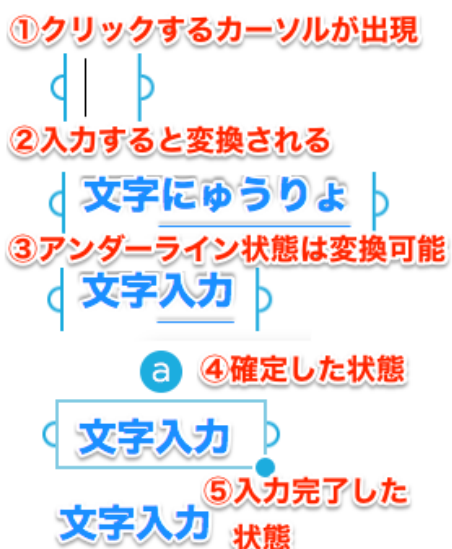 ①クリックするカーソルが出現
②入力すると変換される
文字にゅうりょ
③アンダーライン状態は変換可能
文字入力
a ④確定した状態
文字入力
⑤入力完了した
文字入力 状態